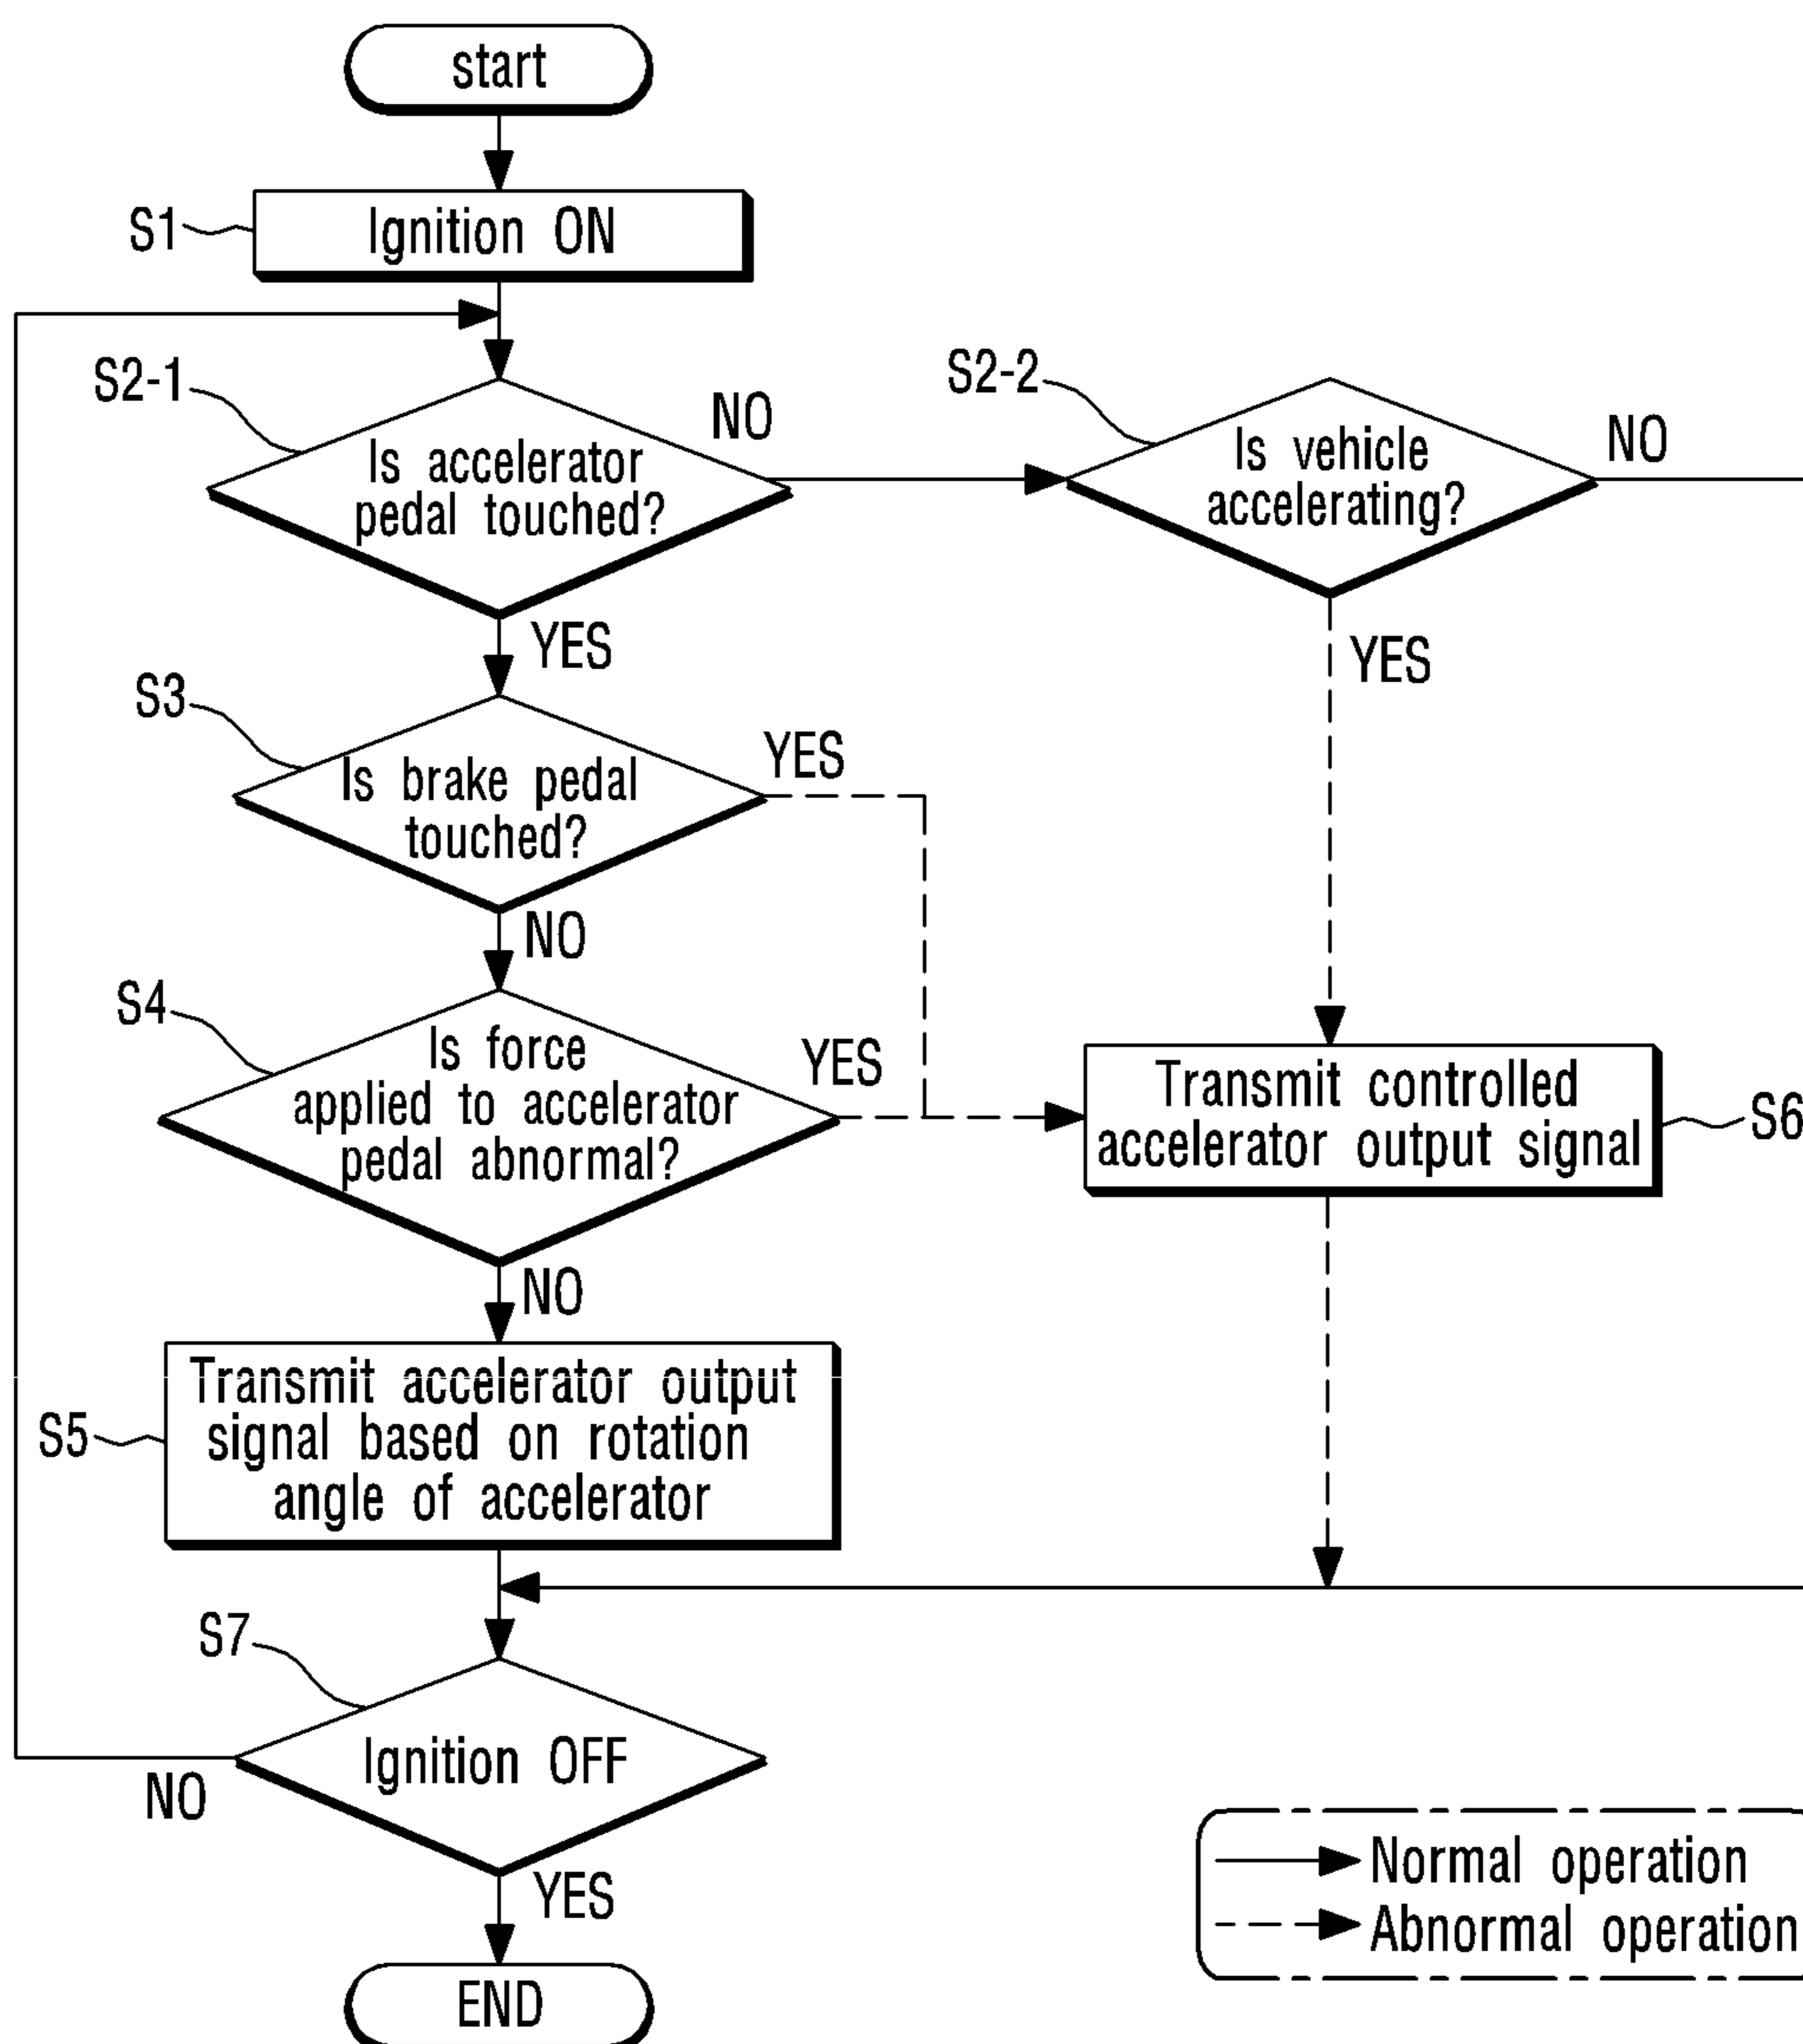 start
S1
Ignition ON
S2-1
Is accelerator
pedal touched?
NO
S2-2
Is vehicle
accelerating?
NO
YES
YES
S3
Is brake pedal
touched?
YES
NO
S4
Is force
applied to accelerator
pedal abnormal?
YES
Transmit controlled
accelerator output signal
S6
NO
S5
Transmit accelerator output
signal based on rotation
angle of accelerator
S7
Ignition OFF
NO
YES
END
Normal operation
Abnormal operation